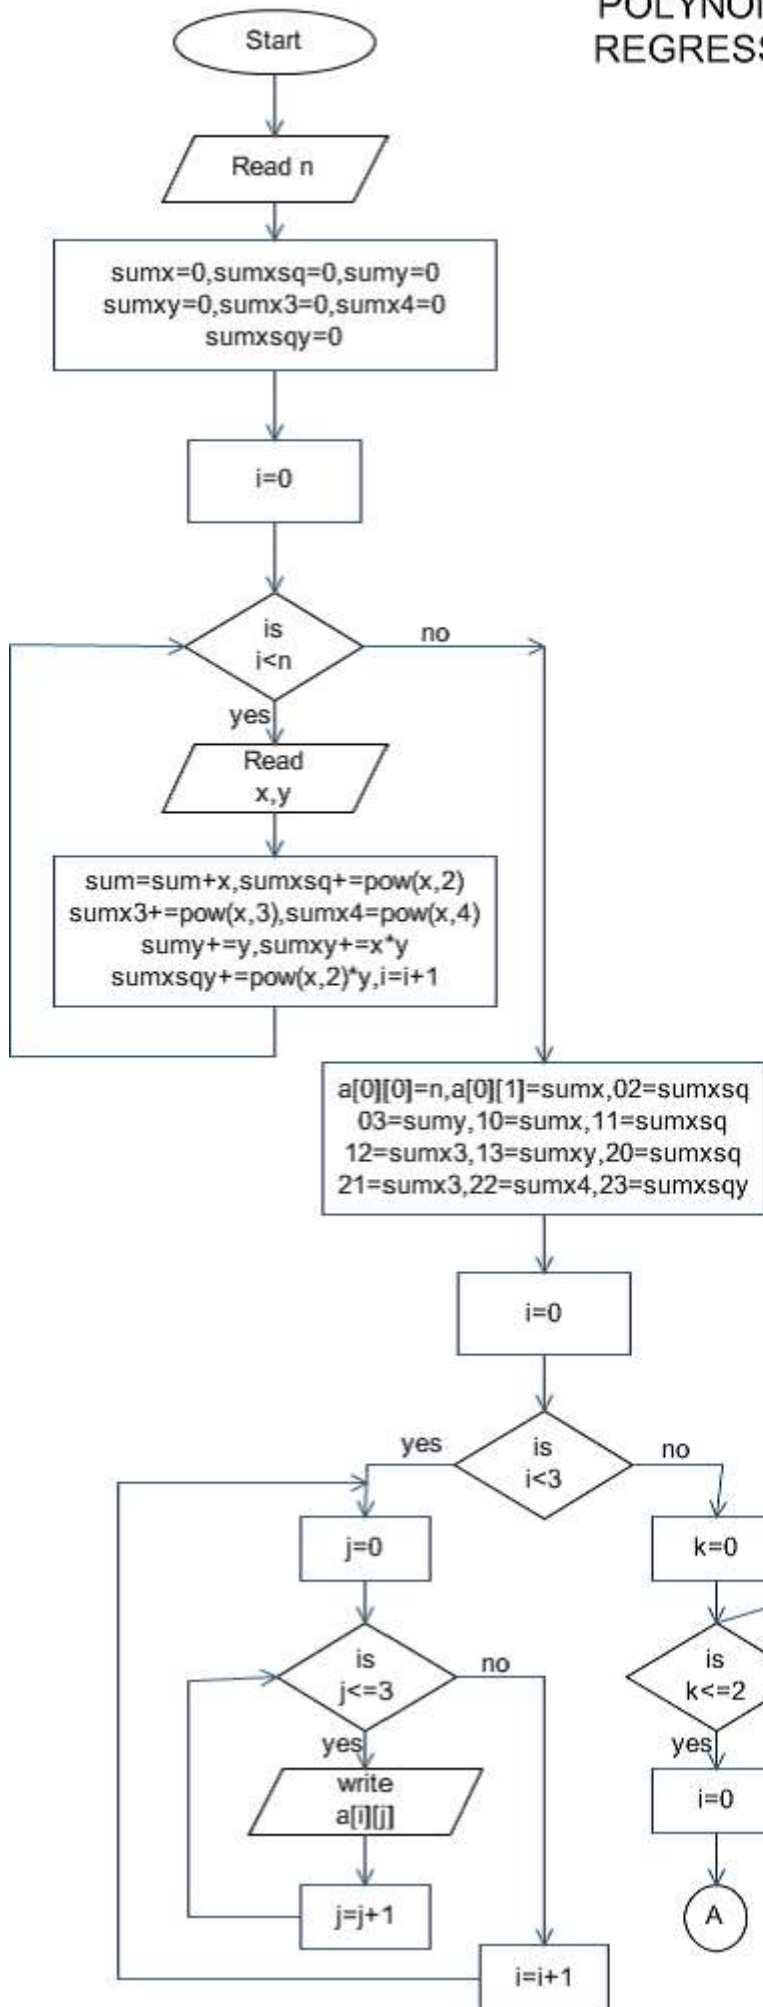 POLYNO
REGRESS
Start
Read n
sumx=0,sumxsq=0,sumy=0
sumxy=0,sumx3=0,sumx4=0
sumxsqy=0
i=0
is
i<n
no
yes
Read
x,y
sum=sum+x,sumxsq+=pow(x,2)
sumx3+=pow(x,3),sumx4=pow(x,4)
sumy+=y,sumxy+=x*y
sumxsqy+=pow(x,2)*y,i=i+1
a[0][0]=n,a[0][1]=sumx,02=sumxsq
03=sumy,10=sumx,11=sumxsq
12=sumx3,13=sumxy,20=sumxsq
21=sumx3,22=sumx4,23=sumxsqy
i=0
yes
is
i<3
no
j=0
k=0
is
j<=3
no
is
k<=2
yes
yes
write
a[i][j]
i=0
j=j+1
A
i=i+1